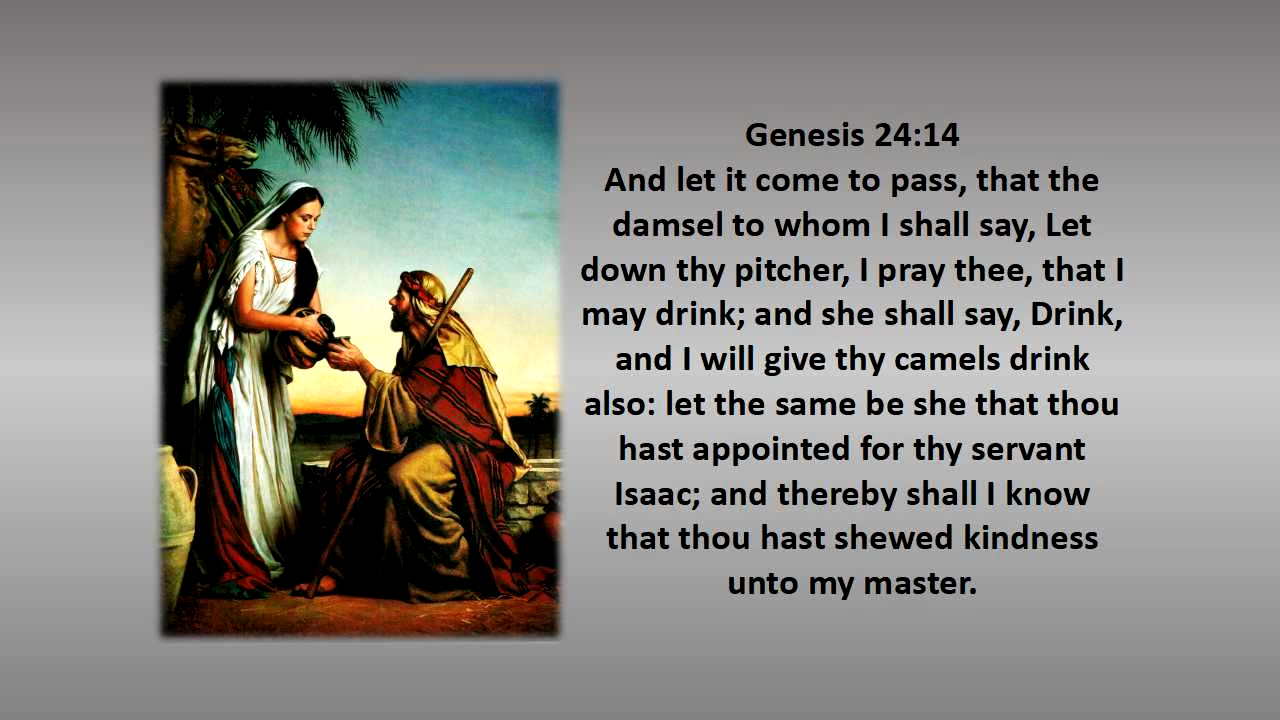 Genesis 24:14
And let it come to pass, that the
damsel to whom I shall say, Let
down thy pitcher, I pray thee, that I
may drink; and she shall say, Drink,
and I will give thy camels drink
also: let the same be she that thou
hast appointed for thy servant
Isaac; and thereby shall I know
that thou hast shewed kindness
unto my master.